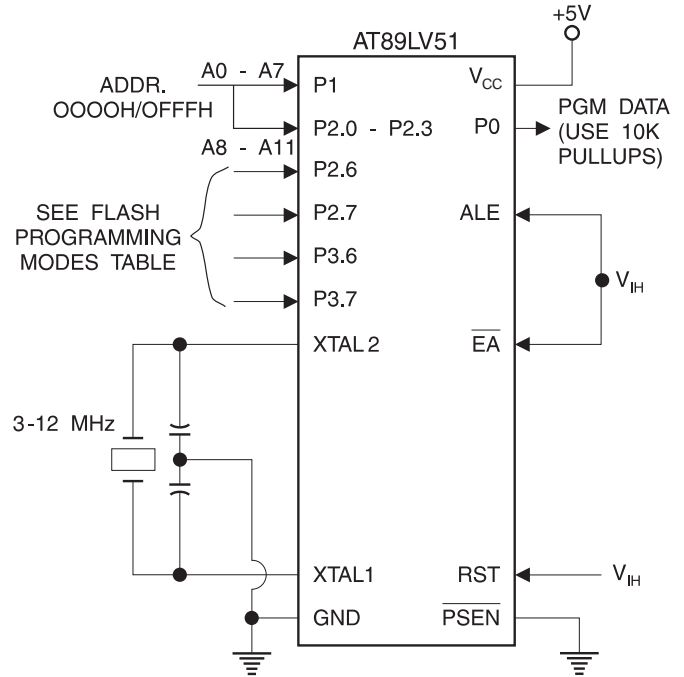 +5V
AT89LV51
ADDR.
OOOOH/OFFFH
A0 - A7
A8 - A11
P1
P2.0 - P2.3
P2.6
P2.7
P3.6
P3.7
SEE FLASH
PROGRAMMING
MODES TABLE
XTAL2
3-12 MHz
XTAL1
GND
VCC
P0
PGM DATA
(USE 10K
PULLUPS)
ALE
VIH
EA
RST
VIH
PSEN